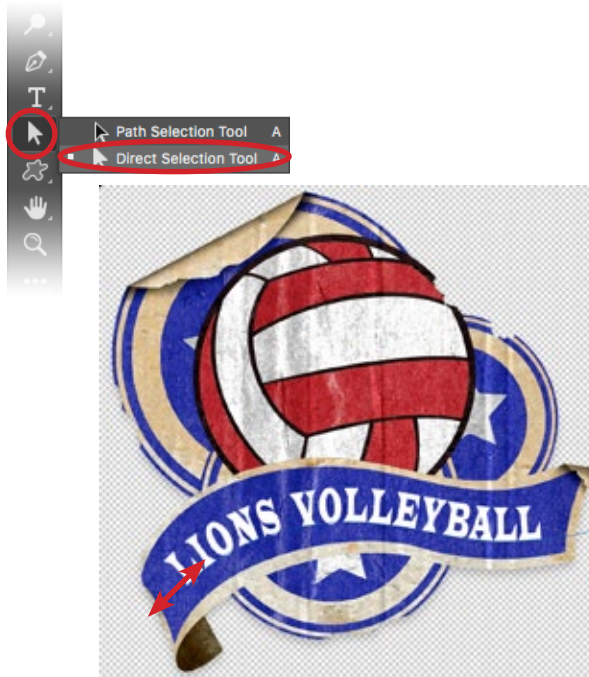 T
Path Selection Tool A
Direct Selection Tool A
LIONS VOLLEYBALL